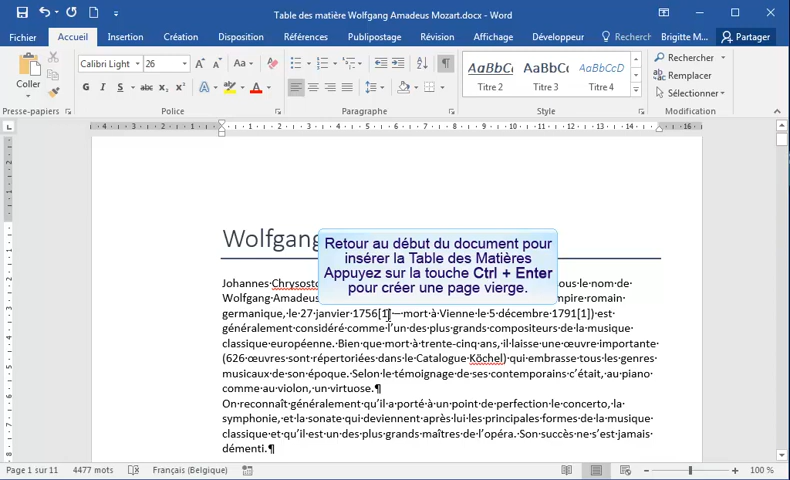 Table des matière Wolfgang Amadeus Mozart.docx - Word
Fichier Accueil Insertion Création Disposition Références Publipostage Révision Affichage Développeur Recherc Brigitte M... Partager
Coller
Calibri Light 26
G I S abc x₂ x²
AaBbCc AaBbCc AaBbCcD
Titre 2 Titre 3 Titre 4
Rechercher
Remplacer
Sélectionner
Presse-papiers Police Paragraphe Style Modification
Wolfgang
Retour au début du document pour
insérer la Table des Matières
Appuyez sur la touche Ctrl + Enter
pour créer une page vierge.
Johannes Chrysosto ous le nom de
Wolfgang Amadeus mpire romain
germanique, le 27 janvier 1756[1] – mort à Vienne le 5 décembre 1791[1]) est
généralement considéré comme l'un des plus grands compositeurs de la musique
classique européenne. Bien que mort à trente-cinq ans, il laisse une œuvre importante
(626 œuvres sont répertoriées dans le Catalogue Köchel) qui embrasse tous les genres
musicaux de son époque. Selon le témoignage de ses contemporains c'était, au piano
comme au violon, un virtuose.¶
On reconnaît généralement qu'il a porté à un point de perfection le concerto, la
symphonie, et la sonate qui devinrent après lui les principales formes de la musique
classique et qu'il est un des plus grands maîtres de l'opéra. Son succès ne s'est jamais
démenti.¶
Page 1 sur 11 4477 mots Français (Belgique) 100 %